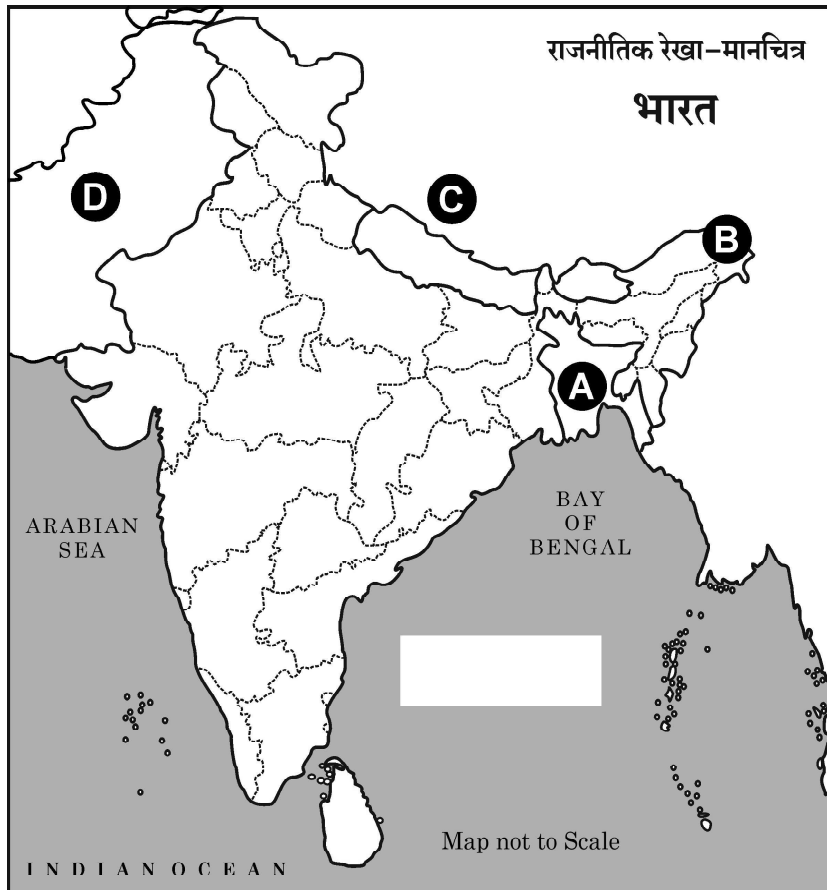 राजनीतिक रेखा-मानचित्र
भारत
D
C
B
A
ARABIAN
SEA
BAY
OF
BENGAL
Map not to Scale
INDIAN OCEAN